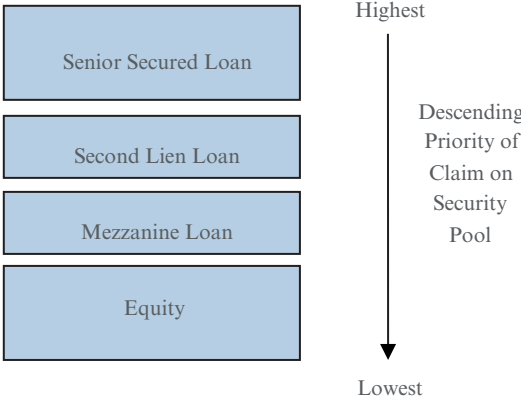 Highest
Senior Secured Loan
Second Lien Loan
Mezzanine Loan
Equity
Descending
Priority of
Claim on
Security
Pool
Lowest